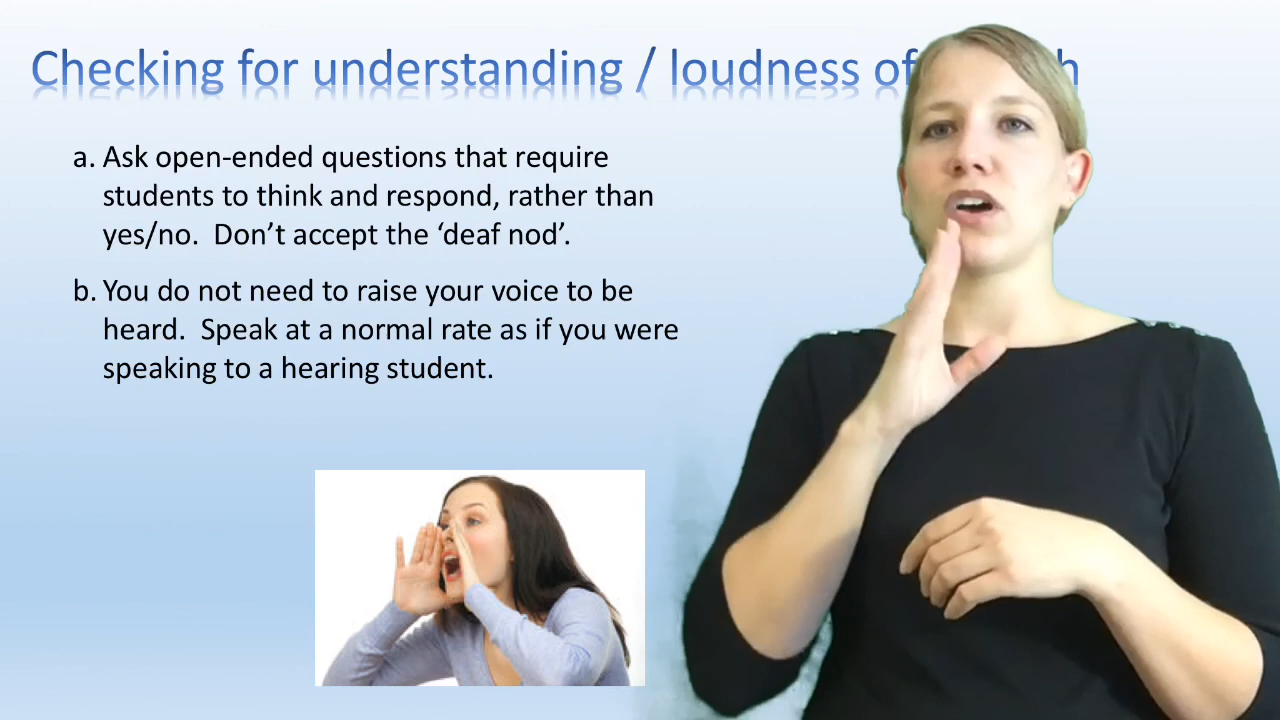 Checking for understanding / loudness of
a. Ask open-ended questions that require
students to think and respond, rather than
yes/no.  Don’t accept the ‘deaf nod’.
b. You do not need to raise your voice to be
heard.  Speak at a normal rate as if you were
speaking to a hearing student.